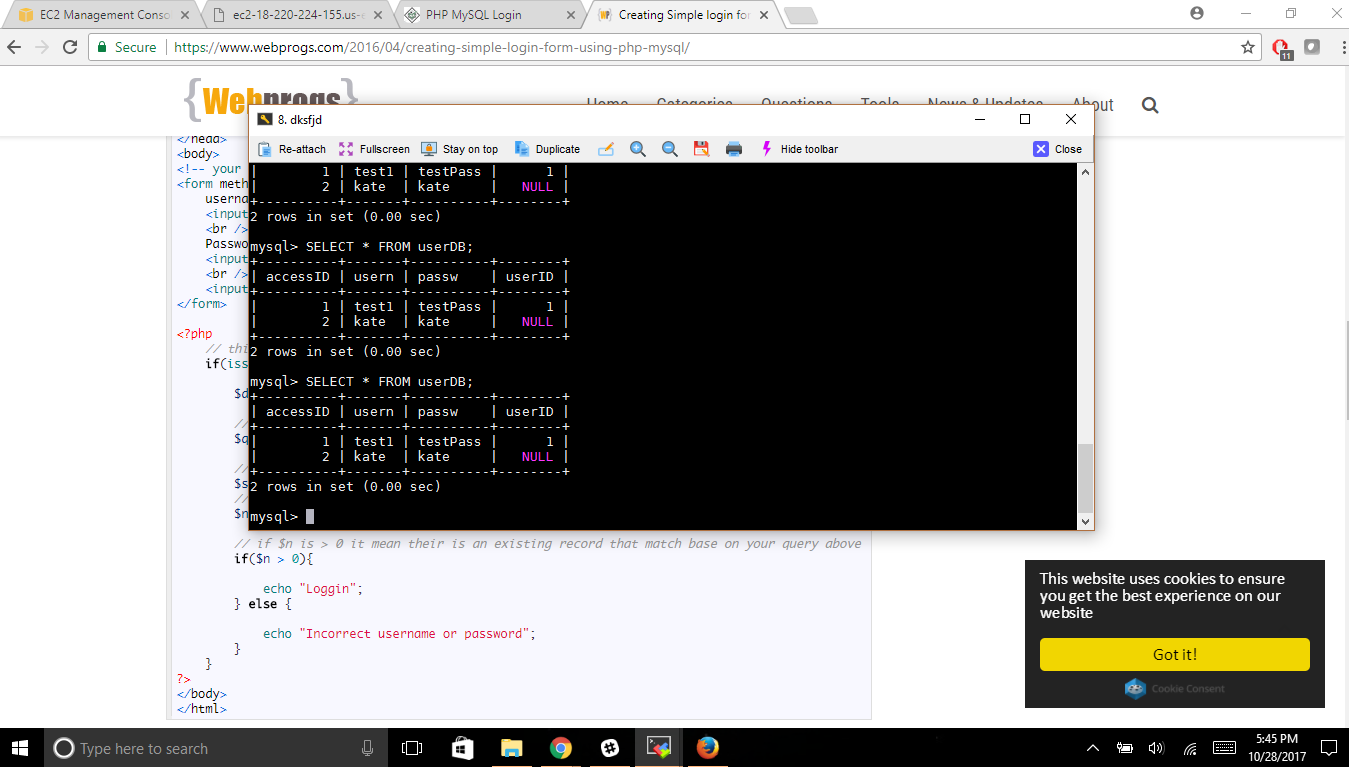 EC2 Management Conso
ec2-18-220-224-155.us-e
PHP MySQL Login
Creating Simple login for
Secure
https://www.webprogs.com/2016/04/creating-simple-login-form-using-php-mysql/
11
{Webprogs}
Home Categories Questions Tools News & Updates About
8. dksfjd
Re-attach Fullscreen Stay on top Duplicate Hide toolbar Close
</head>
<body>
<!-- your
<form meth
userna
<input
<br />
Passwo
<input
<br />
<input
</form>
<?php
// thi
if(iss
$d
//
$q
//
$s
//
$n
| 1 | test1 | testPass | 1 |
| 2 | kate | kate | NULL |
+----------+-------+----------+--------+
2 rows in set (0.00 sec)
mysql> SELECT * FROM userDB;
+----------+-------+----------+--------+
| accessID | usern | passw | userID |
+----------+-------+----------+--------+
| 1 | test1 | testPass | 1 |
| 2 | kate | kate | NULL |
+----------+-------+----------+--------+
2 rows in set (0.00 sec)
mysql> SELECT * FROM userDB;
+----------+-------+----------+--------+
| accessID | usern | passw | userID |
+----------+-------+----------+--------+
| 1 | test1 | testPass | 1 |
| 2 | kate | kate | NULL |
+----------+-------+----------+--------+
2 rows in set (0.00 sec)
mysql>
// if $n is > 0 it mean their is an existing record that match base on your query above
if($n > 0){
echo "Loggin";
} else {
echo "Incorrect username or password";
}
}
?>
</body>
</html>
This website uses cookies to ensure
you get the best experience on our
website
Got it!
Cookie Consent
Type here to search
5:45 PM
10/28/2017